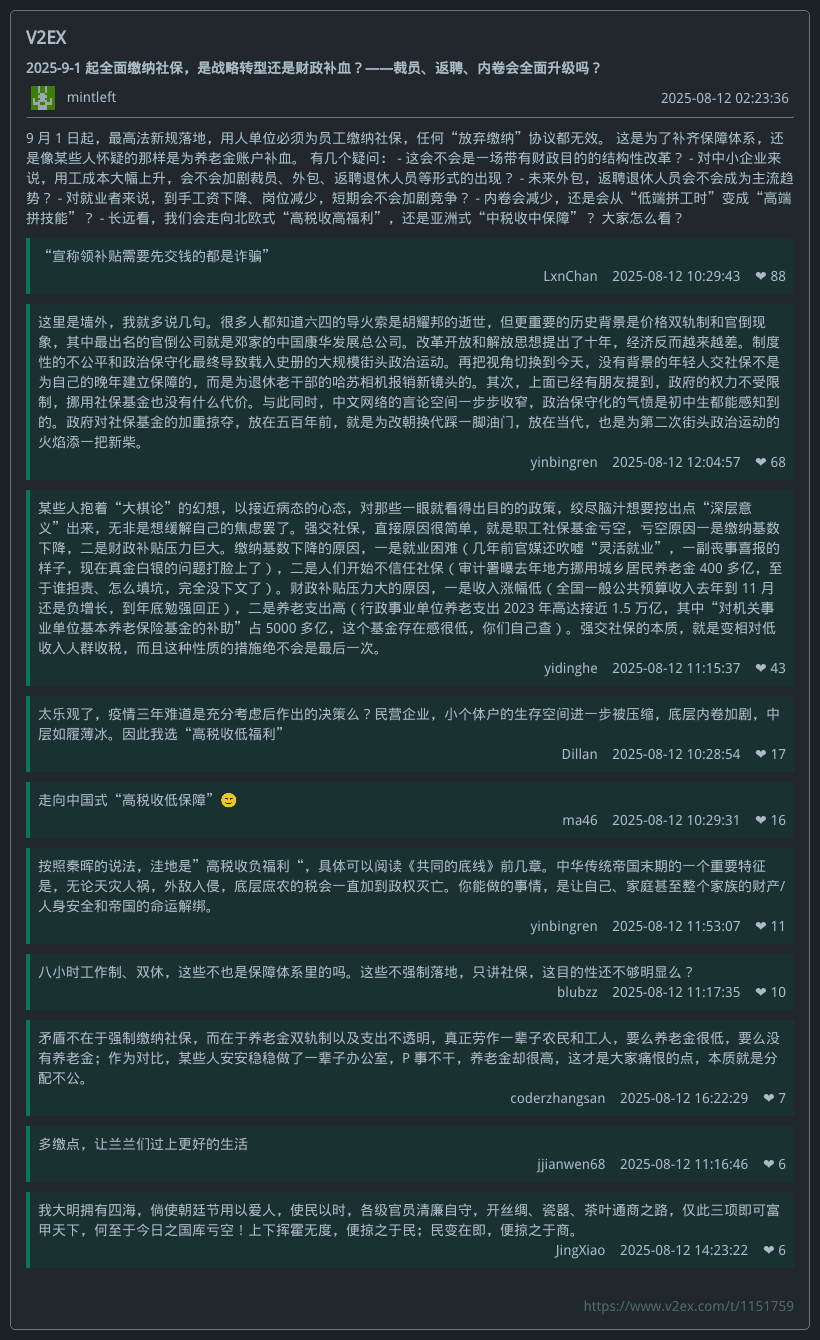 V2EX
2025-9-1 起全面缴纳社保，是战略转型还是财政补血？——裁员、返聘、内卷会全面升级吗？
mintleft
2025-08-12 02:23:36
9 月 1 日起，最高法新规落地，用人单位必须为员工缴纳社保，任何“放弃缴纳”协议都无效。 这是为了补齐保障体系，还
是像某些人怀疑的那样是为养老金账户补血。 有几个疑问： - 这会不会是一场带有财政目的的结构性改革？ - 对中小企业来
说，用工成本大幅上升，会不会加剧裁员、外包、返聘退休人员等形式的出现？ - 未来外包，返聘退休人员会不会成为主流趋
势？ - 对就业者来说，到手工资下降、岗位减少，短期会不会加剧竞争？ - 内卷会减少，还是会从“低端拼工时”变成“高端
拼技能”？ - 长远看，我们会走向北欧式“高税收高福利”，还是亚洲式“中税收中保障”？ 大家怎么看？
“宣称领补贴需要先交钱的都是诈骗”
LxnChan 2025-08-12 10:29:43 ❤ 88
这里是墙外，我就多说几句。很多人都知道六四的导火索是胡耀邦的逝世，但更重要的历史背景是价格双轨制和官倒现
象，其中最出名的官倒公司就是邓家的中国康华发展总公司。改革开放和解放思想提出了十年，经济反而越来越差。制度
性的不公平和政治保守化最终导致载入史册的大规模街头政治运动。再把视角切换到今天，没有背景的年轻人交社保不是
为自己的晚年建立保障的，而是为退休老干部的哈苏相机报销新镜头的。其次，上面已经有朋友提到，政府的权力不受限
制，挪用社保基金也没有什么代价。与此同时，中文网络的言论空间一步步收窄，政治保守化的气愤是初中生都能感知到
的。政府对社保基金的加重掠夺，放在五百年前，就是为改朝换代踩一脚油门，放在当代，也是为第二次街头政治运动的
火焰添一把新柴。
yinbingren 2025-08-12 12:04:57 ❤ 68
某些人抱着“大棋论”的幻想，以接近病态的心态，对那些一眼就看得出目的的政策，绞尽脑汁想要挖出点“深层意
义”出来，无非是想缓解自己的焦虑罢了。强交社保，直接原因很简单，就是职工社保基金亏空，亏空原因一是缴纳基数
下降，二是财政补贴压力巨大。缴纳基数下降的原因，一是就业困难（几年前官媒还吹嘘“灵活就业”，一副丧事喜报的
样子，现在真金白银的问题打脸上了），二是人们开始不信任社保（审计署曝去年地方挪用城乡居民养老金 400 多亿，至
于谁担责、怎么填坑，完全没下文了）。财政补贴压力大的原因，一是收入涨幅低（全国一般公共预算收入去年到 11 月
还是负增长，到年底勉强回正），二是养老支出高（行政事业单位养老支出 2023 年高达接近 1.5 万亿，其中“对机关事
业单位基本养老保险基金的补助”占 5000 多亿，这个基金存在感很低，你们自己查）。强交社保的本质，就是变相对低
收入人群收税，而且这种性质的措施绝不会是最后一次。
yidinghe 2025-08-12 11:15:37 ❤ 43
太乐观了，疫情三年难道是充分考虑后作出的决策么？民营企业，小个体户的生存空间进一步被压缩，底层内卷加剧，中
层如履薄冰。因此我选“高税收低福利”
Dillan 2025-08-12 10:28:54 ❤ 17
走向中国式“高税收低保障”😊
ma46 2025-08-12 10:29:31 ❤ 16
按照秦晖的说法，洼地是”高税收负福利“，具体可以阅读《共同的底线》前几章。中华传统帝国末期的一个重要特征
是，无论天灾人祸，外敌入侵，底层庶农的税会一直加到政权灭亡。你能做的事情，是让自己、家庭甚至整个家族的财产/
人身安全和帝国的命运解绑。
yinbingren 2025-08-12 11:53:07 ❤ 11
八小时工作制、双休，这些不也是保障体系里的吗。这些不强制落地，只讲社保，这目的性还不够明显么？
blubzz 2025-08-12 11:17:35 ❤ 10
矛盾不在于强制缴纳社保，而在于养老金双轨制以及支出不透明，真正劳作一辈子农民和工人，要么养老金很低，要么没
有养老金；作为对比，某些人安安稳稳做了一辈子办公室，P 事不干，养老金却很高，这才是大家痛恨的点，本质就是分
配不公。
coderzhangsan 2025-08-12 16:22:29 ❤ 7
多缴点，让兰兰们过上更好的生活
jjianwen68 2025-08-12 11:16:46 ❤ 6
我大明拥有四海，倘使朝廷节用以爱人，使民以时，各级官员清廉自守，开丝绸、瓷器、茶叶通商之路，仅此三项即可富
甲天下，何至于今日之国库亏空！上下挥霍无度，便掠之于民；民变在即，便掠之于商。
JingXiao 2025-08-12 14:23:22 ❤ 6
https://www.v2ex.com/t/1151759